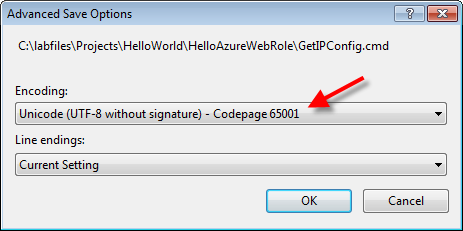 Advanced Save Options
C:\labfiles\Projects\HelloWorld\HelloAzureWebRole\GetIPConfig.cmd
Encoding:
Unicode (UTF-8 without signature) - Codepage 65001
Line endings:
Current Setting
OK Cancel